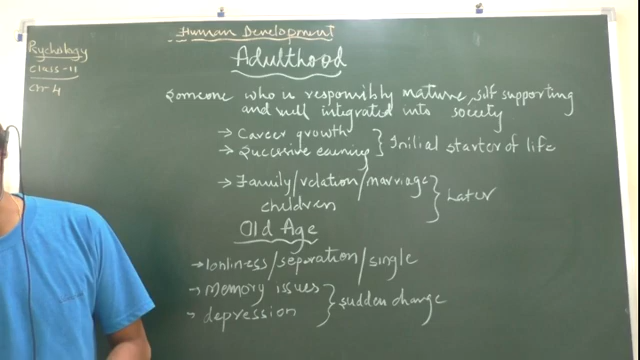 Human Development
Psychology
Class-11
Ch-4
Adulthood
Someone who is responsibly mature, self supporting
and well integrated into society
→ Career growth
→ Successive earning } Initial starter of life
→ Family/relation/marriage
children } Later
Old Age
→ lonliness/separation/single
→ Memory issues
→ depression } sudden change